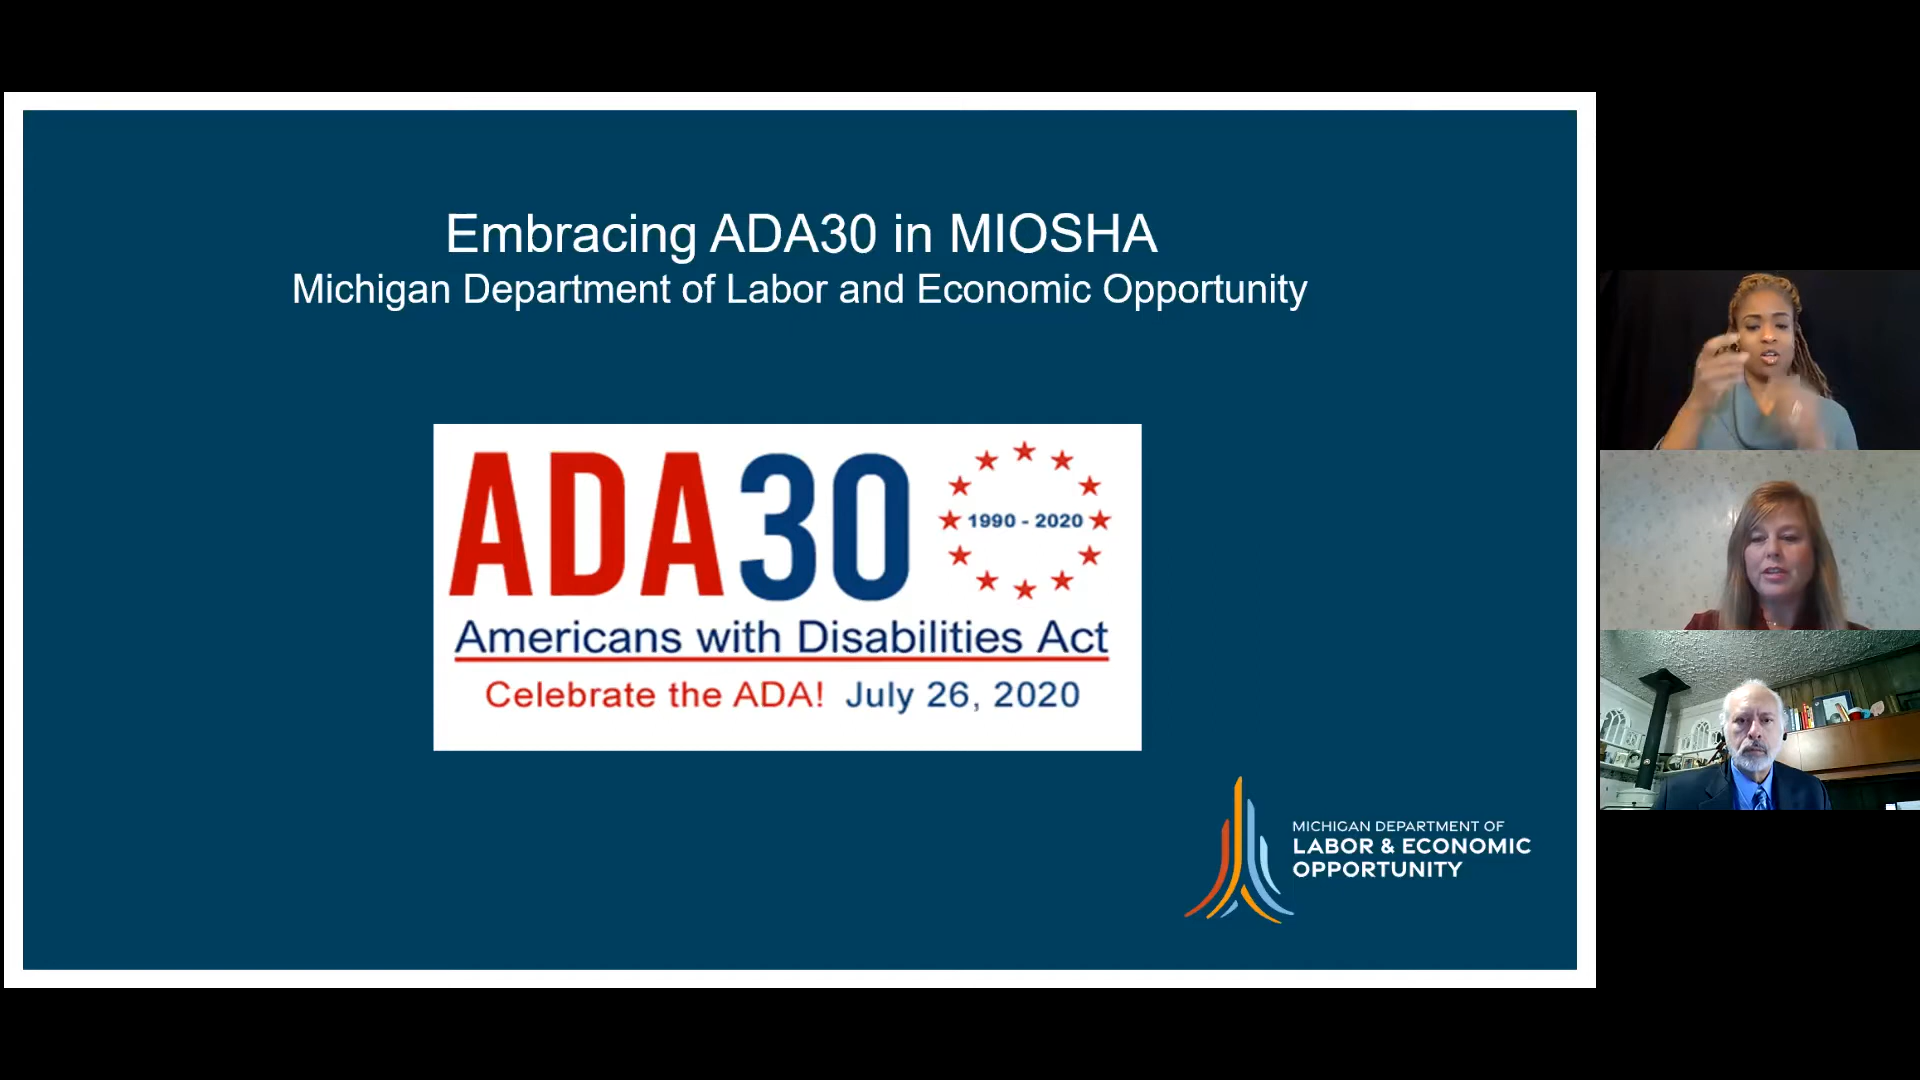 Embracing ADA30 in MIOSHA
Michigan Department of Labor and Economic Opportunity
ADA30
1990 - 2020
Americans with Disabilities Act
Celebrate the ADA! July 26, 2020
MICHIGAN DEPARTMENT OF
LABOR & ECONOMIC
OPPORTUNITY